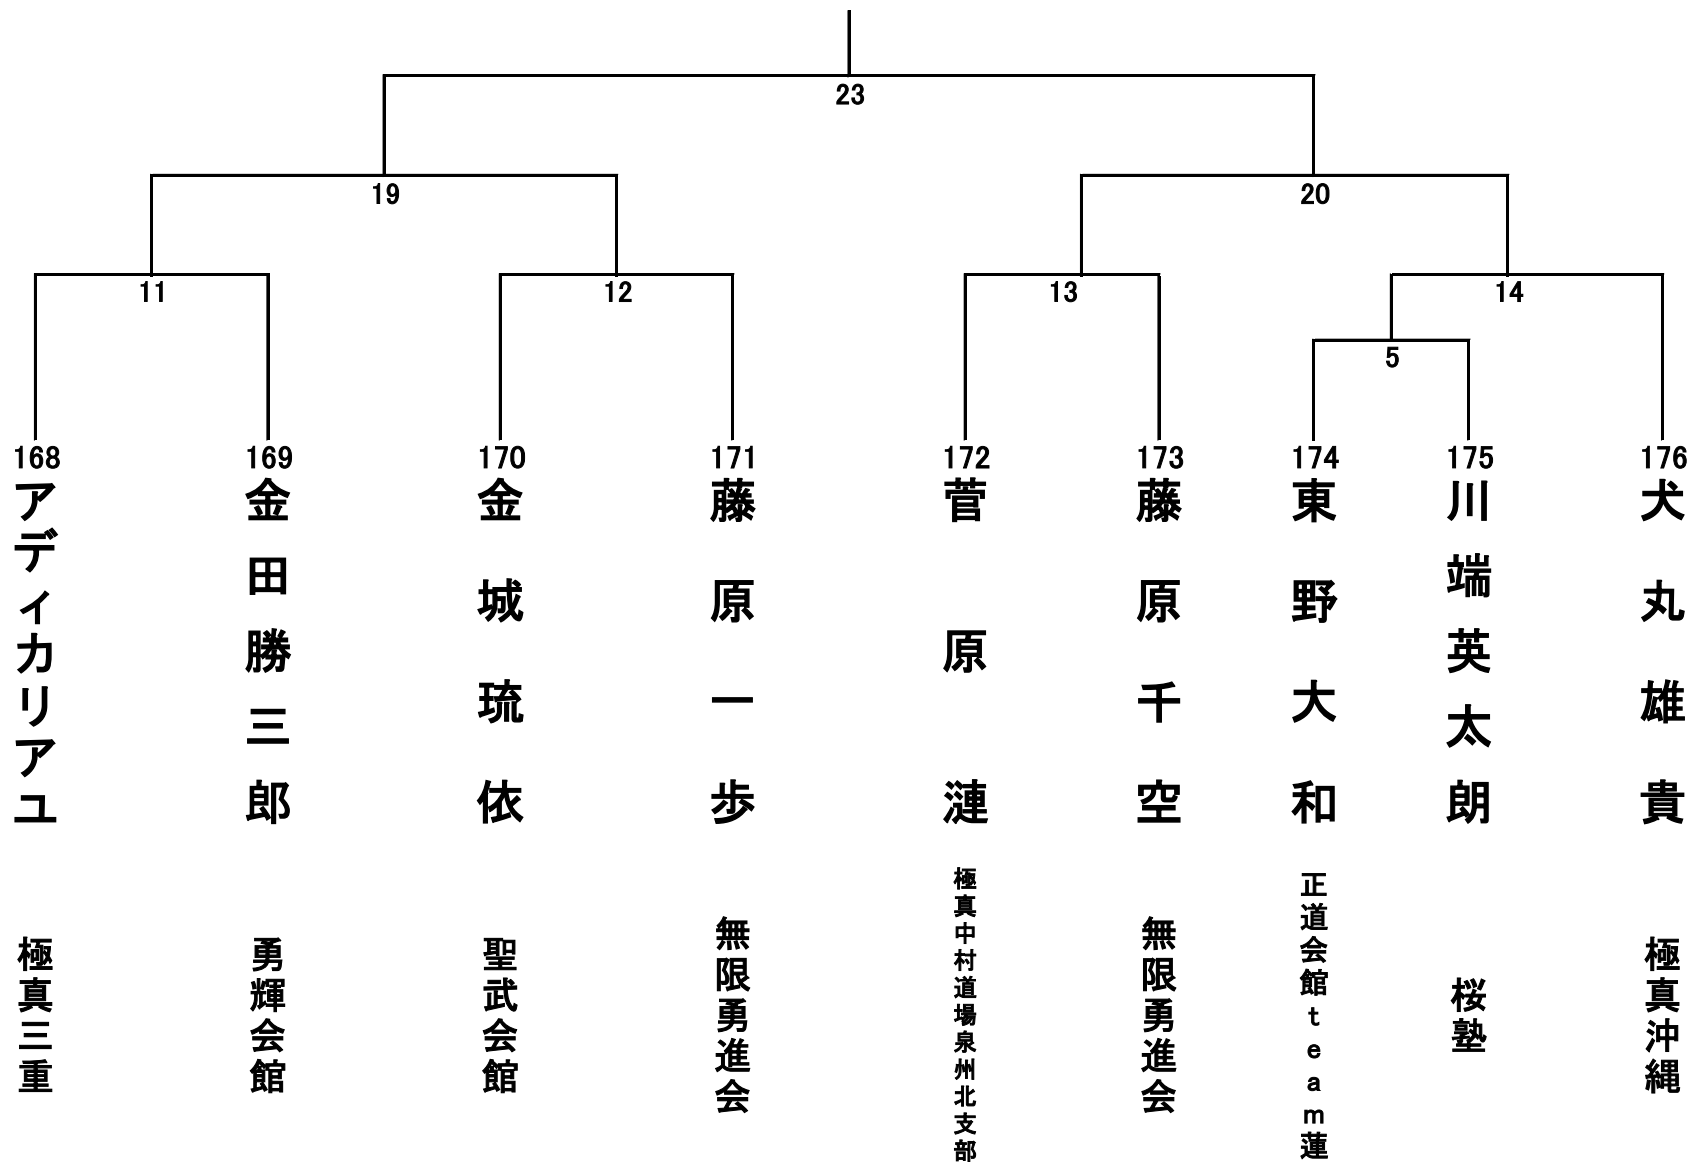 23
19
20
11
12
13
14
5
168
アディカリアユ
極真三重
169
金田勝三郎
勇輝会館
170
金城琉依
聖武会館
171
藤原一歩
無限勇進会
172
菅原漣
極真中村道場泉州北支部
173
藤原千空
無限勇進会
174
東野大和
正道会館team蓮
175
川端英太朗
桜塾
176
犬丸雄貴
極真沖縄